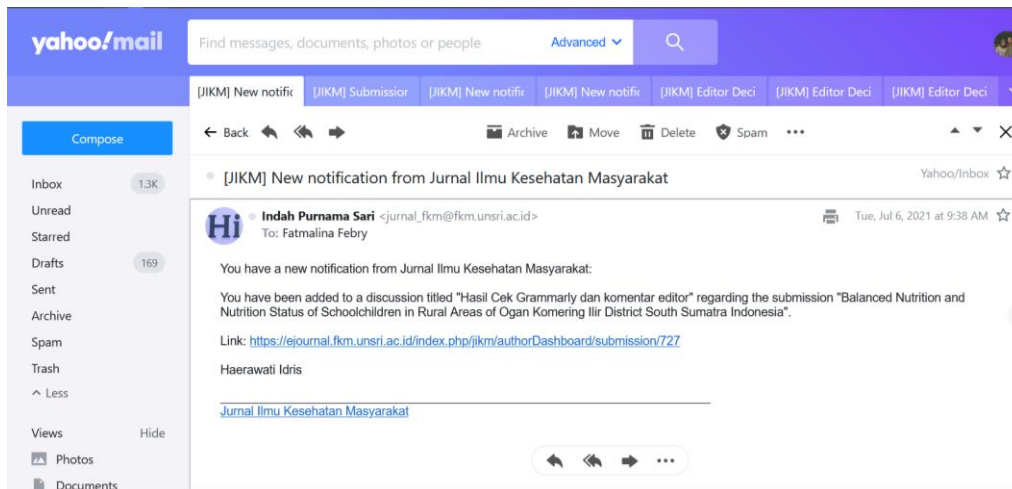 yahoo!mail
Find messages, documents, photos or people Advanced
[JIKM] New notific [JIKM] Submissior [JIKM] New notific [JIKM] New notific [JIKM] Editor Deci [JIKM] Editor Deci [JIKM] Editor Deci
Compose
Back Archive Move Delete Spam
[JIKM] New notification from Jurnal Ilmu Kesehatan Masyarakat Yahoo/Inbox
Inbox 1.3K
Unread
Starred
Drafts 169
Sent
Archive
Spam
Trash
Less
Views Hide
Photos
Documents
Hi
Indah Purnama Sari <jurnal_fkm@fkm.unsri.ac.id> Tue, Jul 6, 2021 at 9:38 AM
To: Fatmalina Febry
You have a new notification from Jurnal Ilmu Kesehatan Masyarakat:
You have been added to a discussion titled "Hasil Cek Grammarly dan komentar editor" regarding the submission "Balanced Nutrition and
Nutrition Status of Schoolchildren in Rural Areas of Ogan Komering Ilir District South Sumatra Indonesia".
Link: https://ejournal.fkm.unsri.ac.id/index.php/jikm/authorDashboard/submission/727
Haerawati Idris
Jurnal Ilmu Kesehatan Masyarakat